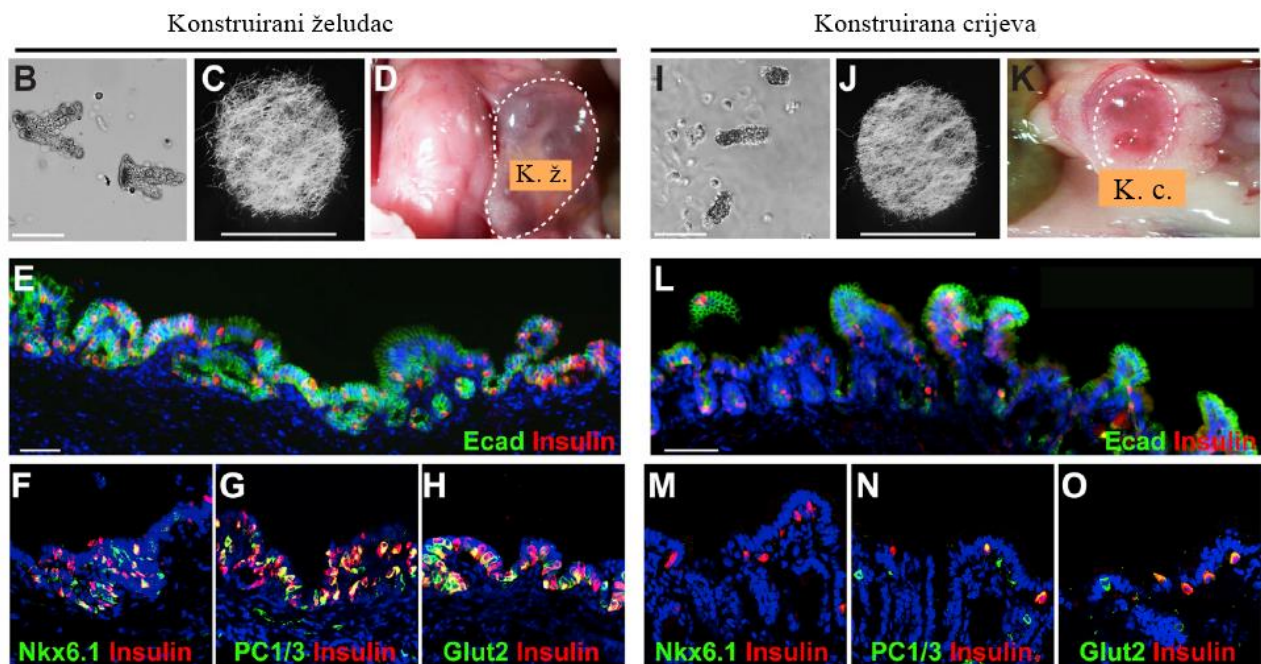 Konstruirani želudac
Konstruirana crijeva
B
C
D
K. ž.
I
J
K
K. c.
E
Ecad Insulin
L
Ecad Insulin
F
Nkx6.1 Insulin
G
PC1/3 Insulin
H
Glut2 Insulin
M
Nkx6.1 Insulin
N
PC1/3 Insulin
O
Glut2 Insulin